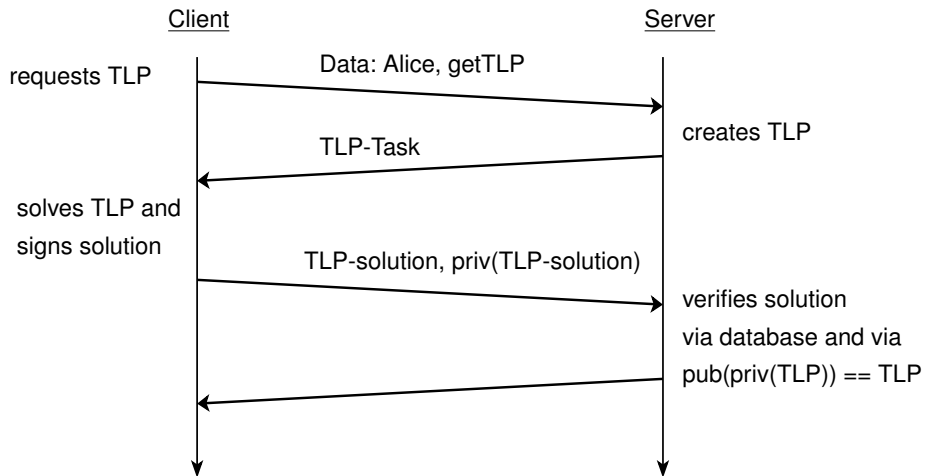 Client
Server
requests TLP
Data: Alice, getTLP
creates TLP
TLP-Task
solves TLP and
signs solution
TLP-solution, priv(TLP-solution)
verifies solution
via database and via
pub(priv(TLP)) == TLP